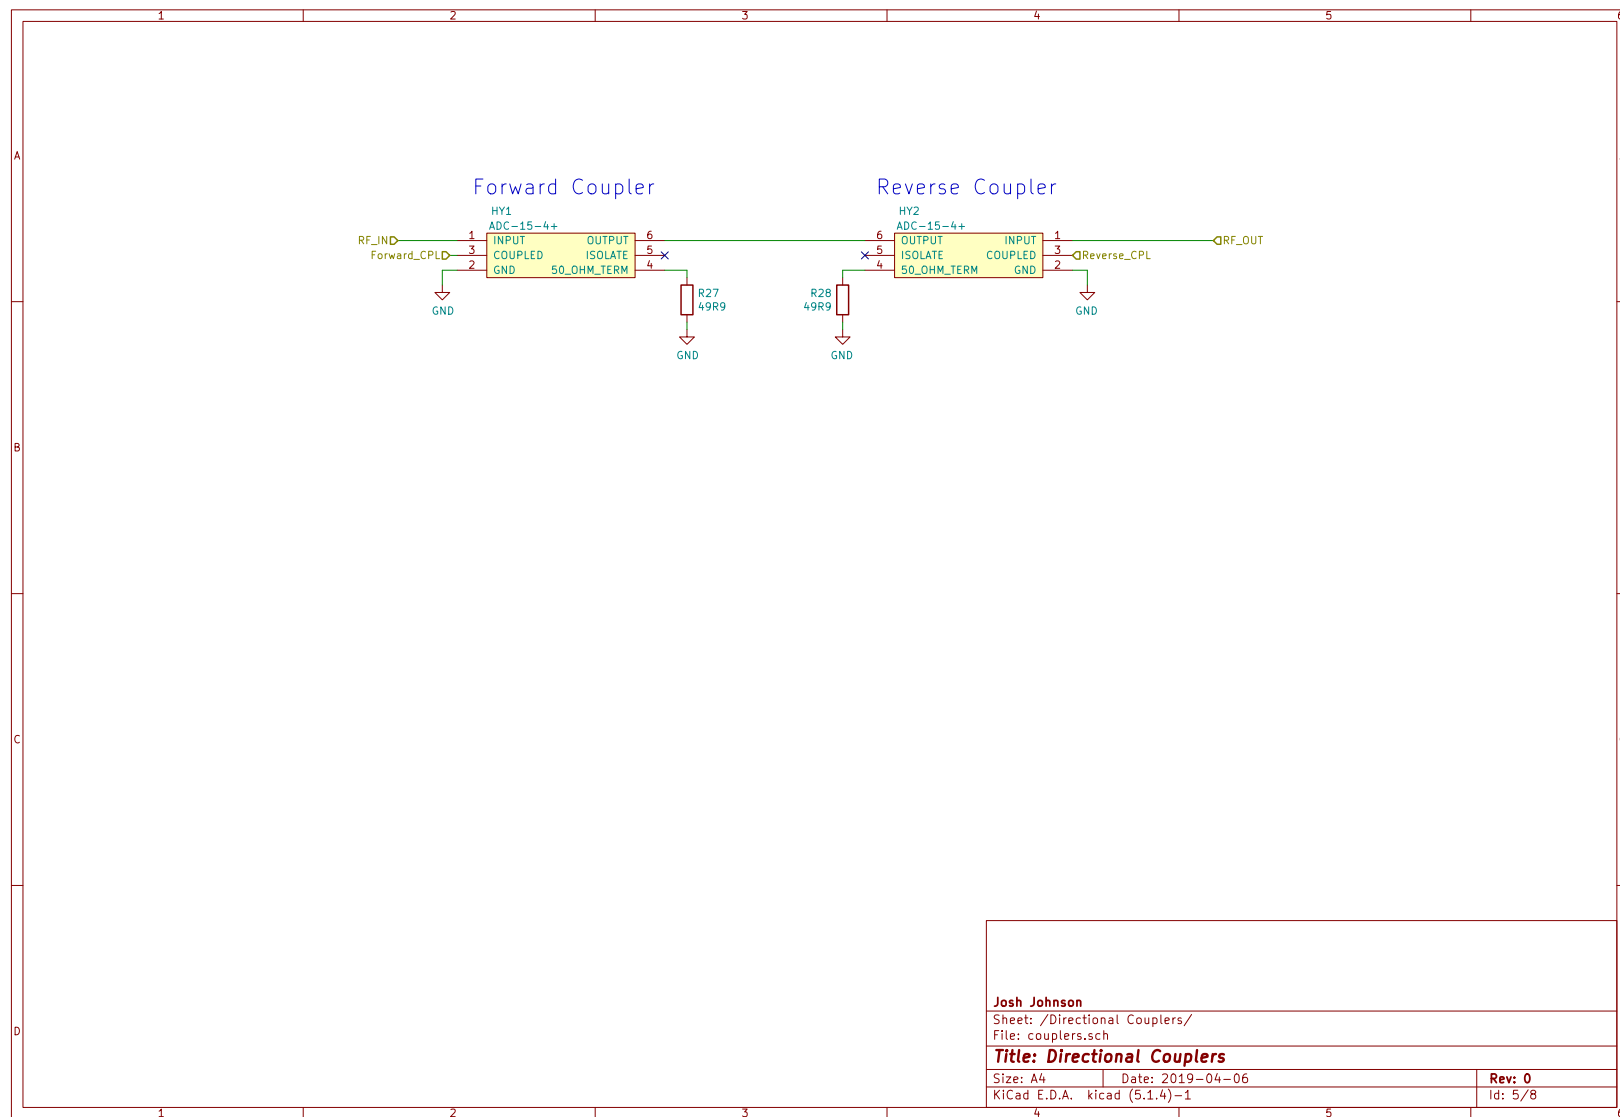 1 2 3 4 5 6
A
Forward Coupler Reverse Coupler
HY1 HY2
ADC-15-4+ ADC-15-4+
RF_IN 1 INPUT OUTPUT 6 6 OUTPUT INPUT 1 RF_OUT
Forward_CPL 3 COUPLED ISOLATE 5 5 ISOLATE COUPLED 3 Reverse_CPL
2 GND 50_OHM_TERM 4 4 50_OHM_TERM GND 2
R27 R28
GND 49R9 49R9 GND
GND GND
B
C
D
Josh Johnson
Sheet: /Directional Couplers/
File: couplers.sch
Title: Directional Couplers
Size: A4 Date: 2019-04-06 Rev: 0
KiCad E.D.A. kicad (5.1.4)-1 Id: 5/8
1 2 3 4 5 6